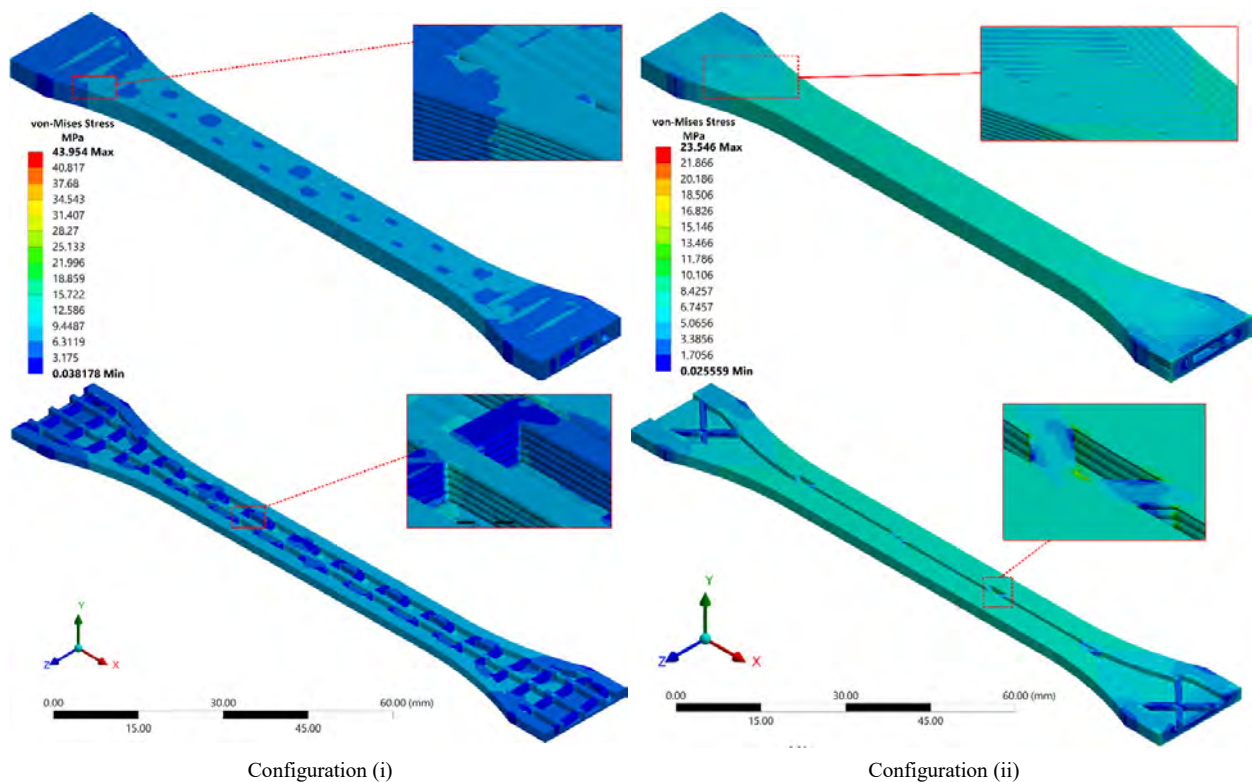 von-Mises Stress
MPa
43.954 Max
40.817
37.68
34.543
31.407
28.27
25.133
21.996
18.859
15.722
12.586
9.4487
6.3119
3.175
0.038178 Min
von-Mises Stress
MPa
23.546 Max
21.866
20.186
18.506
16.826
15.146
13.466
11.786
10.106
8.4257
6.7457
5.0656
3.3856
1.7056
0.025559 Min
Y
Z
X
0.00
30.00
60.00 (mm)
15.00
45.00
Y
Z
X
0.00
30.00
60.00 (mm)
15.00
45.00
Configuration (i)
Configuration (ii)